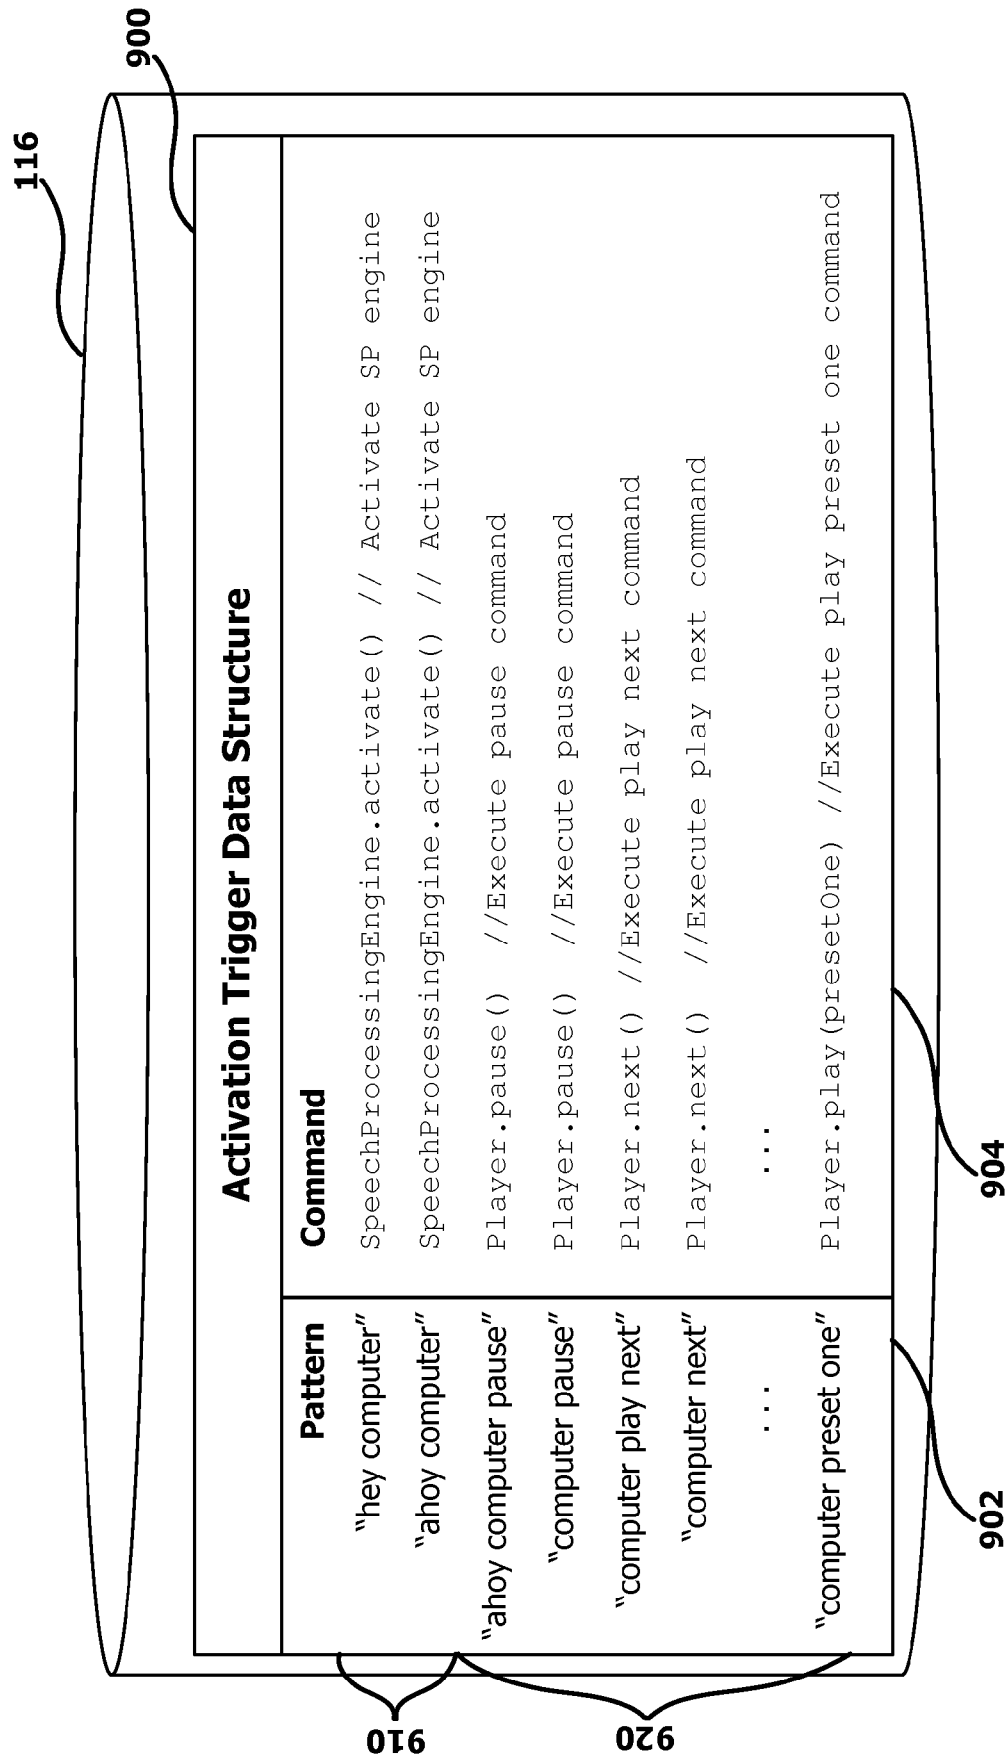 116
900
Activation Trigger Data Structure
Pattern Command
“hey computer” SpeechProcessingEngine.activate() // Activate SP engine
“ahoy computer” SpeechProcessingEngine.activate() // Activate SP engine
“ahoy computer pause” Player.pause() //Execute pause command
“computer pause” Player.pause() //Execute pause command
“computer play next” Player.next() //Execute play next command
“computer next” Player.next() //Execute play next command
... ...
“computer preset one” Player.play(presetOne) //Execute play preset one command
910
920
902
904